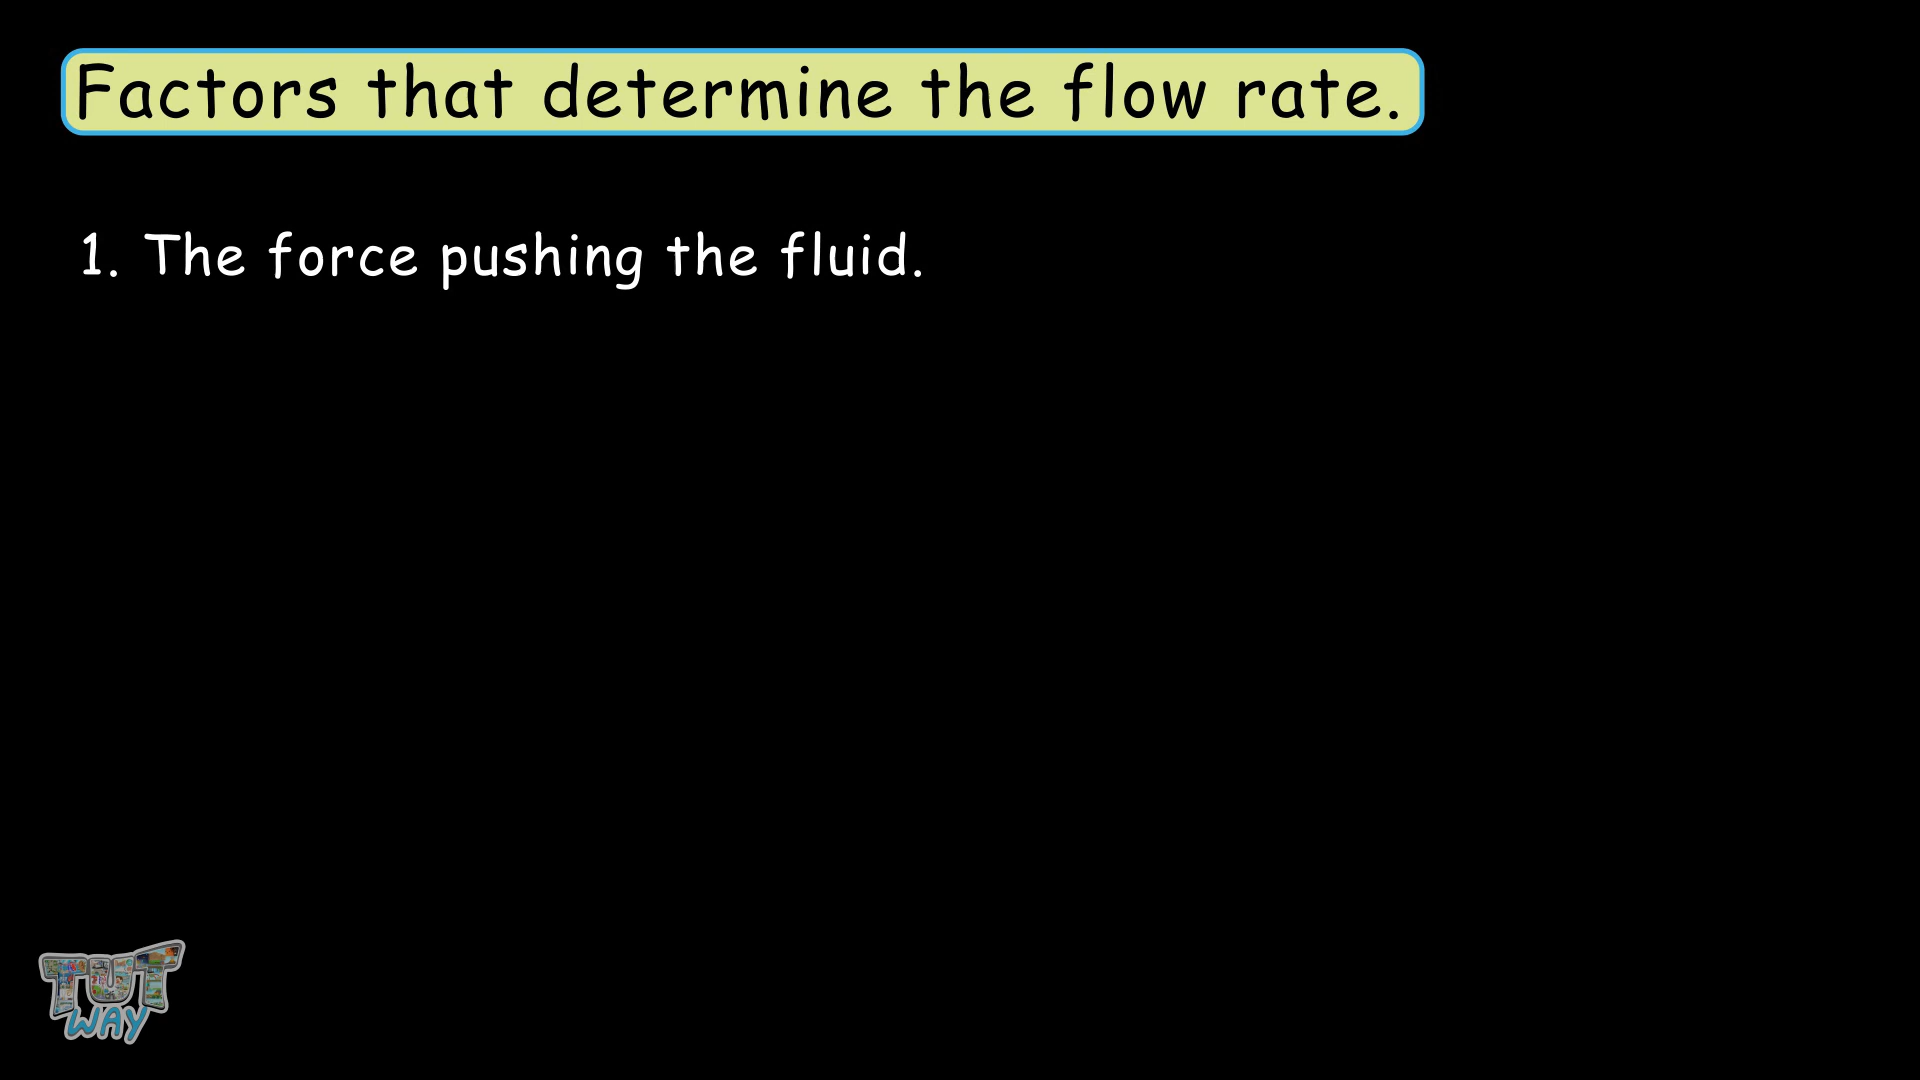 Factors that determine the flow rate.
1. The force pushing the fluid.
TUT
WAY